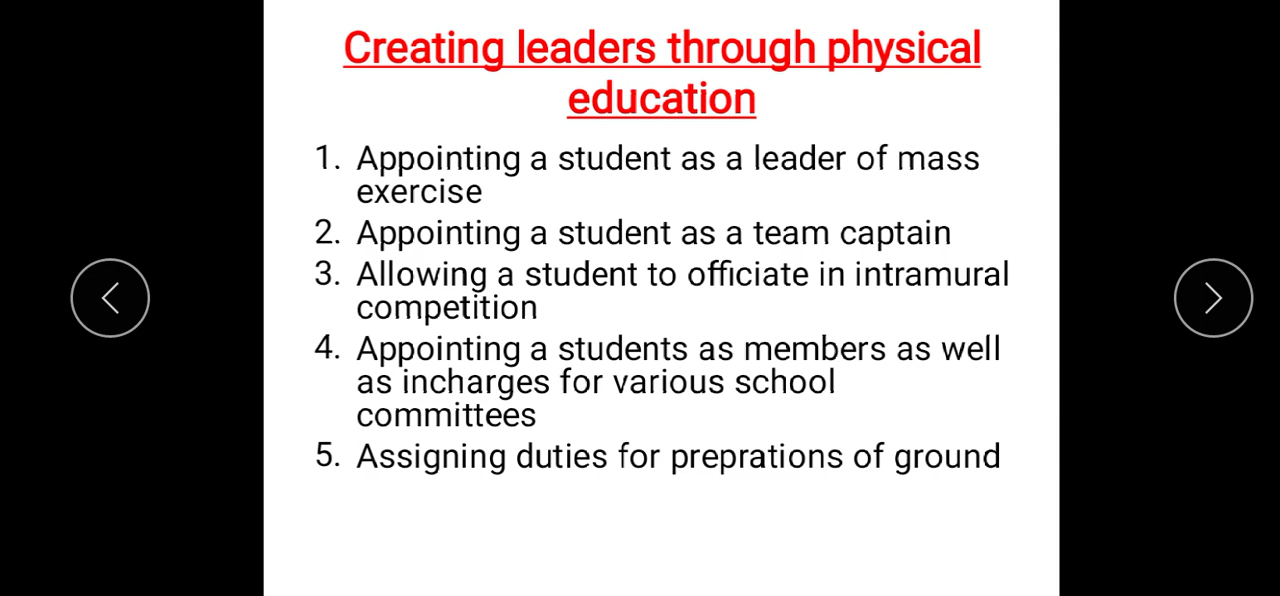 Creating leaders through physical
education
1. Appointing a student as a leader of mass
exercise
2. Appointing a student as a team captain
3. Allowing a student to officiate in intramural
competition
4. Appointing a students as members as well
as incharges for various school
committees
5. Assigning duties for preprations of ground